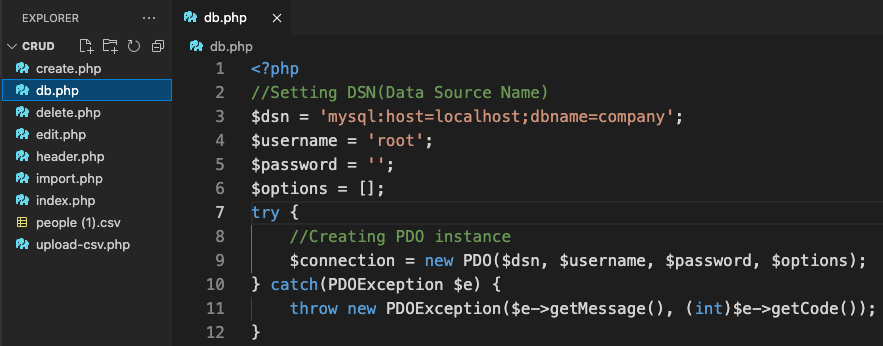 EXPLORER
···
CRUD
create.php
db.php
delete.php
edit.php
header.php
import.php
index.php
people (1).csv
upload-csv.php
db.php
db.php
1 <?php
2 //Setting DSN(Data Source Name)
3 $dsn = 'mysql:host=localhost;dbname=company';
4 $username = 'root';
5 $password = '';
6 $options = [];
7 try {
8     //Creating PDO instance
9     $connection = new PDO($dsn, $username, $password, $options);
10 } catch(PDOException $e) {
11     throw new PDOException($e->getMessage(), (int)$e->getCode());
12 }